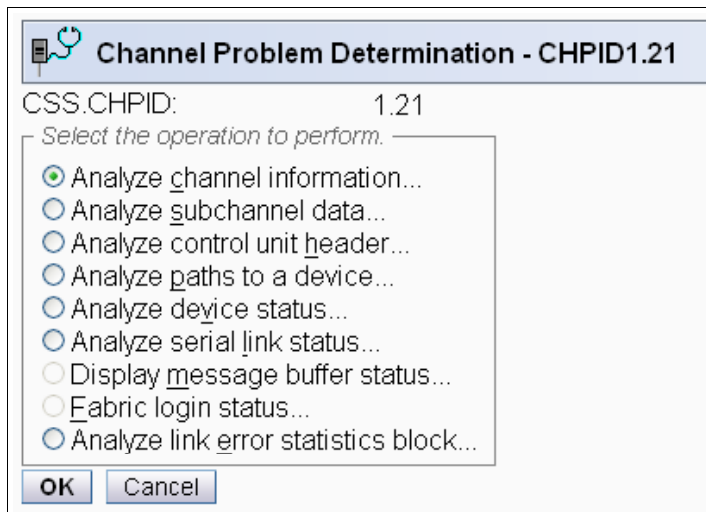 Channel Problem Determination - CHPID1.21
CSS.CHPID: 1.21
Select the operation to perform.
Analyze channel information...
Analyze subchannel data...
Analyze control unit header...
Analyze paths to a device...
Analyze device status...
Analyze serial link status...
Display message buffer status...
Fabric login status...
Analyze link error statistics block...
OK Cancel